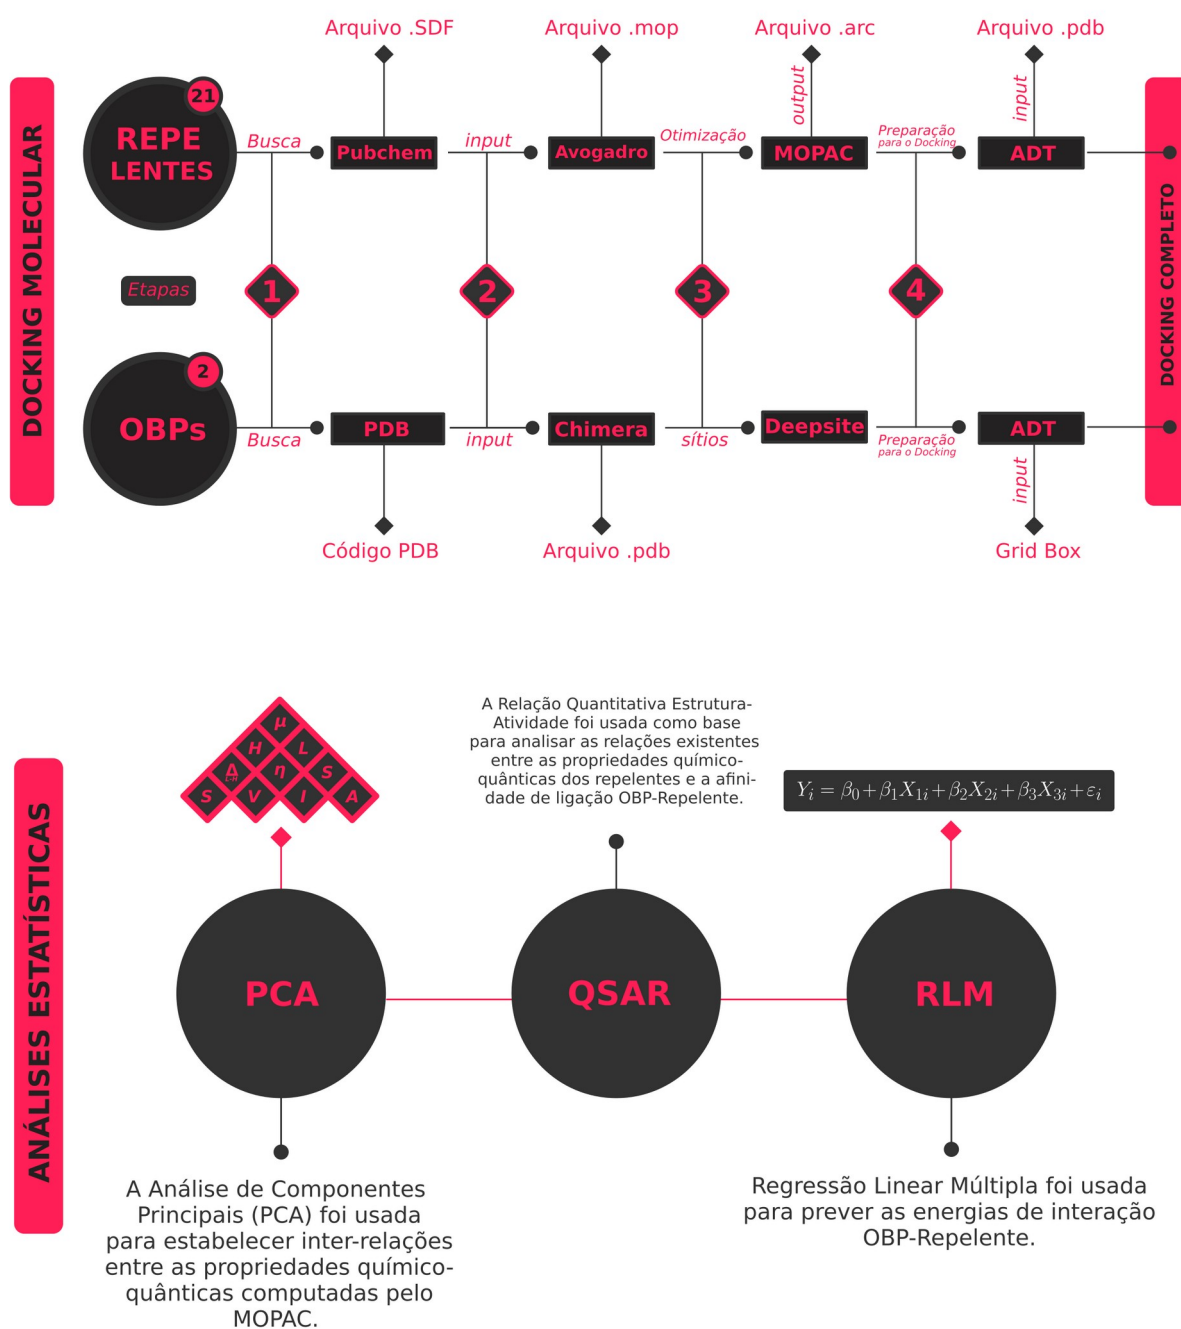 Arquivo .SDF
Arquivo .mop
Arquivo .arc
Arquivo .pdb
DOCKING MOLECULAR
21
REPE
LENTES
Busca
Pubchem
input
Avogadro
Otimização
output
MOPAC
Preparação
para o Docking
input
ADT
DOCKING COMPLETO
Etapas
1
2
3
4
2
OBPs
Busca
PDB
input
Chimera
sítios
Deepsite
Preparação
para o Docking
ADT
input
Código PDB
Arquivo .pdb
Grid Box
ANÁLISES ESTATÍSTICAS
μ
H L
Δ η S
L-H
S V I A
A Relação Quantitativa Estrutura-
Atividade foi usada como base
para analisar as relações existentes
entre as propriedades químico-
quânticas dos repelentes e a afini-
dade de ligação OBP-Repelente.
Yᵢ = β₀+β₁X₁ᵢ+β₂X₂ᵢ+β₃X₃ᵢ+εᵢ
PCA
QSAR
RLM
A Análise de Componentes
Principais (PCA) foi usada
para estabelecer inter-relações
entre as propriedades químico-
quânticas computadas pelo
MOPAC.
Regressão Linear Múltipla foi usada
para prever as energias de interação
OBP-Repelente.